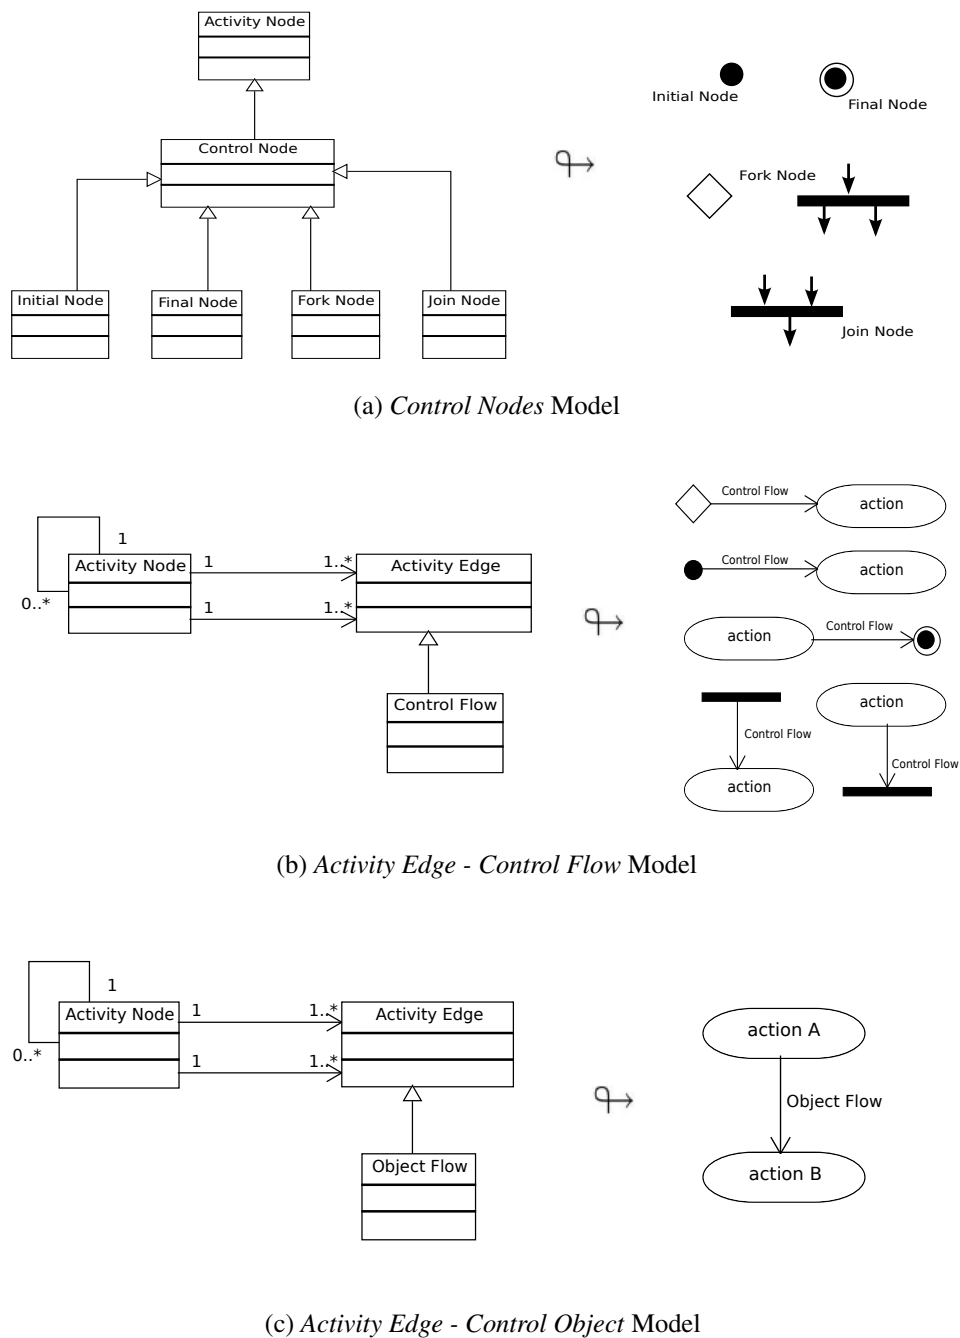 Activity Node
Control Node
Initial Node
Final Node
Fork Node
Join Node
Initial Node
Final Node
Fork Node
Join Node
(a) Control Nodes Model
1
0..*
Activity Node
1
1..*
1
1..*
Activity Edge
Control Flow
Control Flow
action
Control Flow
action
action
Control Flow
Control Flow
action
action
Control Flow
(b) Activity Edge - Control Flow Model
1
0..*
Activity Node
1
1..*
1
1..*
Activity Edge
Object Flow
action A
Object Flow
action B
(c) Activity Edge - Control Object Model